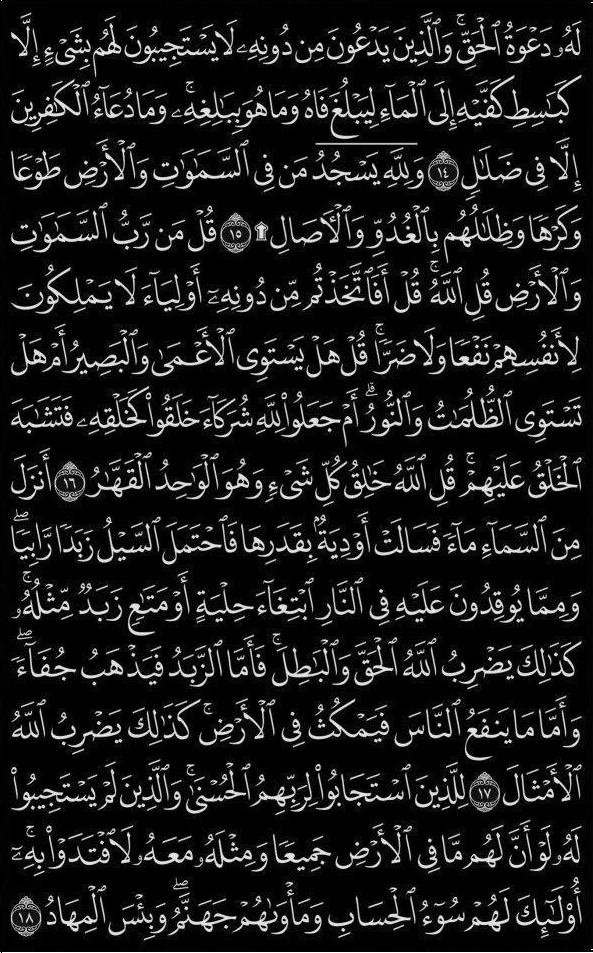 لَهُۥ دَعْوَةُ ٱلْحَقِّ ۖ وَٱلَّذِينَ يَدْعُونَ مِن دُونِهِۦ لَا يَسْتَجِيبُونَ لَهُم بِشَىْءٍ إِلَّا
كَبَـٰسِطِ كَفَّيْهِ إِلَى ٱلْمَآءِ لِيَبْلُغَ فَاهُ وَمَا هُوَ بِبَـٰلِغِهِۦ ۚ وَمَا دُعَآءُ ٱلْكَـٰفِرِينَ
إِلَّا فِى ضَلَـٰلٍ ١٤ وَلِلَّهِ يَسْجُدُ مَن فِى ٱلسَّمَـٰوَٰتِ وَٱلْأَرْضِ طَوْعًا
وَكَرْهًا وَظِلَـٰلُهُم بِٱلْغُدُوِّ وَٱلْـَٔاصَالِ ۩ ١٥ قُلْ مَن رَّبُّ ٱلسَّمَـٰوَٰتِ
وَٱلْأَرْضِ قُلِ ٱللَّهُ ۚ قُلْ أَفَٱتَّخَذْتُم مِّن دُونِهِۦٓ أَوْلِيَآءَ لَا يَمْلِكُونَ
لِأَنفُسِهِمْ نَفْعًا وَلَا ضَرًّا ۚ قُلْ هَلْ يَسْتَوِى ٱلْأَعْمَىٰ وَٱلْبَصِيرُ أَمْ هَلْ
تَسْتَوِى ٱلظُّلُمَـٰتُ وَٱلنُّورُ ۗ أَمْ جَعَلُوا۟ لِلَّهِ شُرَكَآءَ خَلَقُوا۟ كَخَلْقِهِۦ فَتَشَـٰبَهَ
ٱلْخَلْقُ عَلَيْهِمْ ۚ قُلِ ٱللَّهُ خَـٰلِقُ كُلِّ شَىْءٍ وَهُوَ ٱلْوَٰحِدُ ٱلْقَهَّـٰرُ ١٦ أَنزَلَ
مِنَ ٱلسَّمَآءِ مَآءً فَسَالَتْ أَوْدِيَةٌۢ بِقَدَرِهَا فَٱحْتَمَلَ ٱلسَّيْلُ زَبَدًا رَّابِيًا ۖ
وَمِمَّا يُوقِدُونَ عَلَيْهِ فِى ٱلنَّارِ ٱبْتِغَآءَ حِلْيَةٍ أَوْ مَتَـٰعٍ زَبَدٌ مِّثْلُهُۥ ۚ
كَذَٰلِكَ يَضْرِبُ ٱللَّهُ ٱلْحَقَّ وَٱلْبَـٰطِلَ ۚ فَأَمَّا ٱلزَّبَدُ فَيَذْهَبُ جُفَآءً ۖ
وَأَمَّا مَا يَنفَعُ ٱلنَّاسَ فَيَمْكُثُ فِى ٱلْأَرْضِ ۚ كَذَٰلِكَ يَضْرِبُ ٱللَّهُ
ٱلْأَمْثَالَ ١٧ لِلَّذِينَ ٱسْتَجَابُوا۟ لِرَبِّهِمُ ٱلْحُسْنَىٰ ۚ وَٱلَّذِينَ لَمْ يَسْتَجِيبُوا۟
لَهُۥ لَوْ أَنَّ لَهُم مَّا فِى ٱلْأَرْضِ جَمِيعًا وَمِثْلَهُۥ مَعَهُۥ لَٱفْتَدَوْا۟ بِهِۦٓ ۚ
أُو۟لَـٰٓئِكَ لَهُمْ سُوٓءُ ٱلْحِسَابِ وَمَأْوَىٰهُمْ جَهَنَّمُ ۖ وَبِئْسَ ٱلْمِهَادُ ١٨